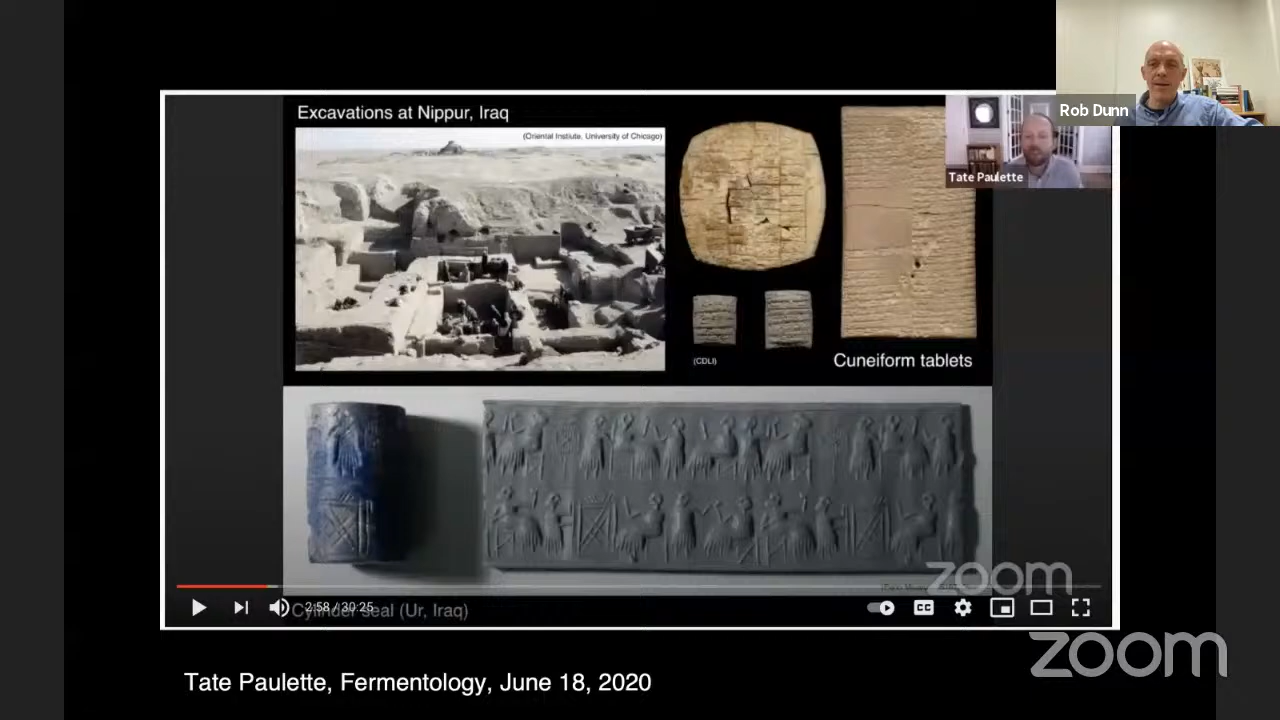 Excavations at Nippur, Iraq
(Oriental Institute, University of Chicago)
Rob Dunn
Tate Paulette
(CDLI)
Cuneiform tablets
zoom
CC
2:58 / 30:25
Cylinder seal (Ur, Iraq)
zoom
Tate Paulette, Fermentology, June 18, 2020